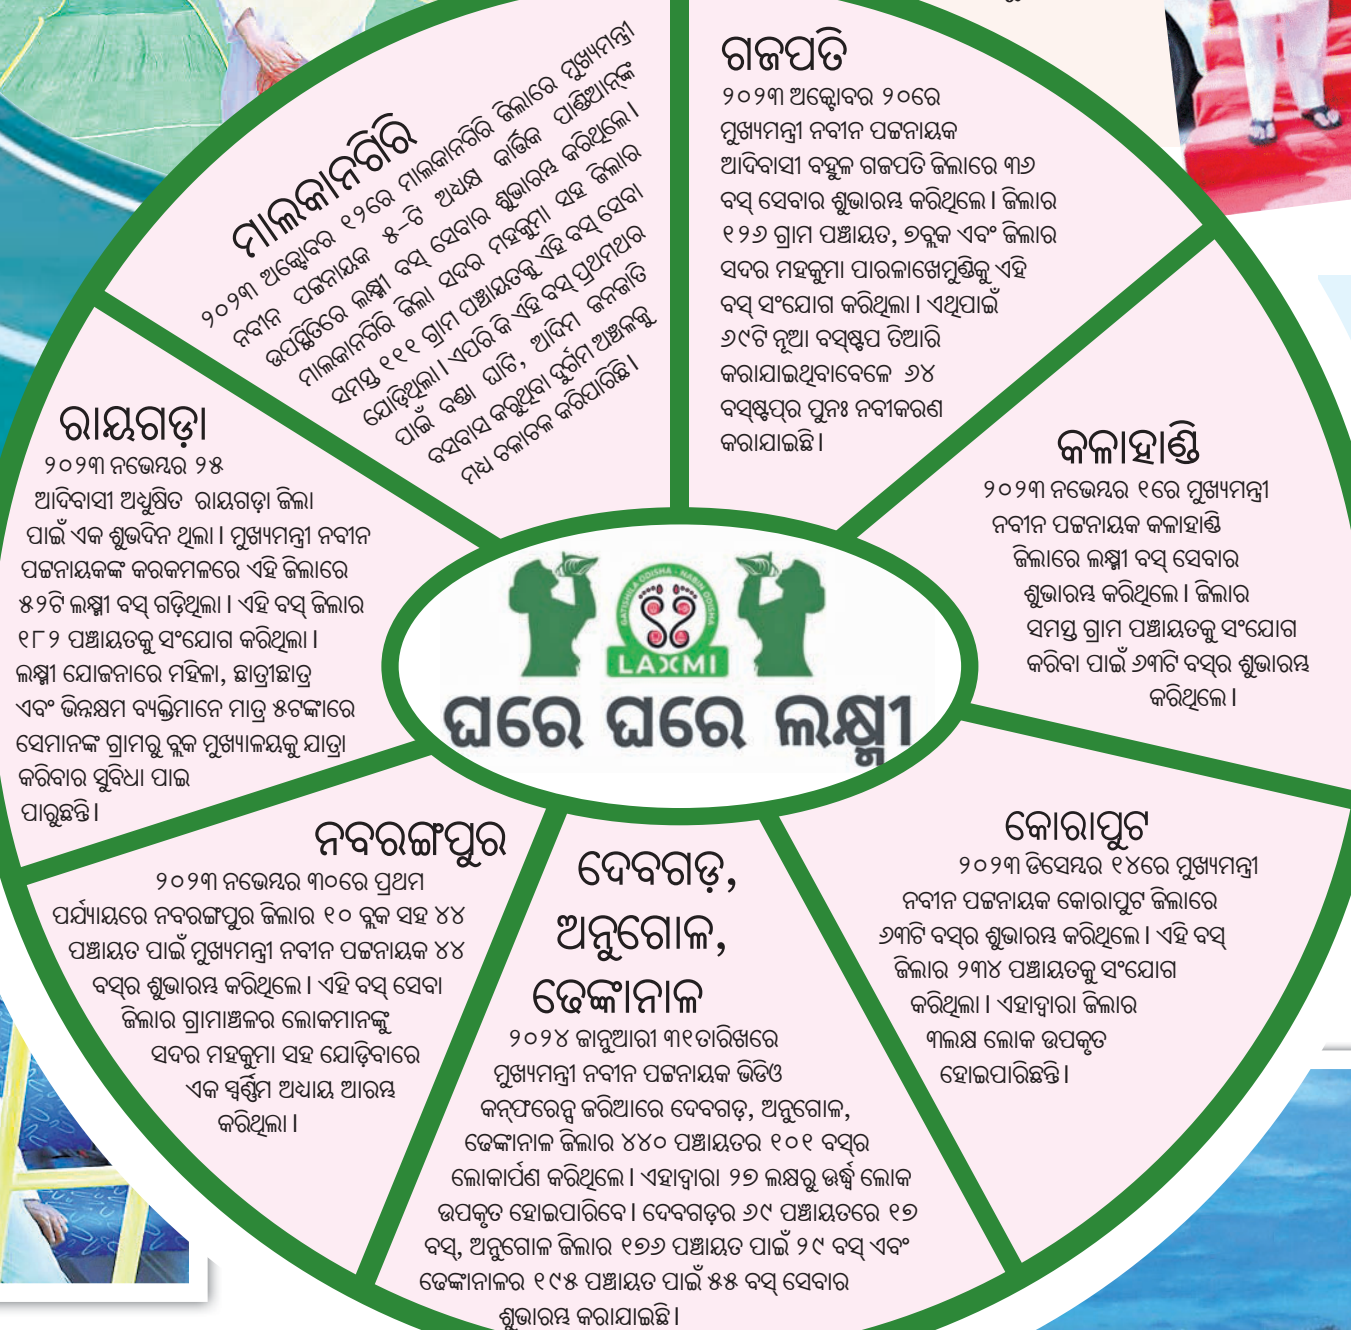 ମାଲକାନଗିରି
୨୦୨୩ ଅକ୍ଟୋବର ୧୨ରେ ମାଲକାନଗିରି ଜିଲାରେ ମୁଖ୍ୟମନ୍ତ୍ରୀ
ନବୀନ ପଟ୍ଟନାୟକ ୫-ଟି ଅଧ୍ୟକ୍ଷ କାର୍ତ୍ତିକ ପାଣ୍ଡିଆନ୍‌ଙ୍କ
ଉପସ୍ଥିତିରେ ଲକ୍ଷ୍ମୀ ବସ୍ ସେବାର ଶୁଭାରମ୍ଭ କରିଥିଲେ।
ମାଲକାନଗିରି ଜିଲା ସଦର ମହକୁମା ସହ ଜିଲାର
ସମସ୍ତ ୧୧୧ ଗ୍ରାମ ପଞ୍ଚାୟତକୁ ଏହି ବସ୍ ସେବା
ଯୋଡ଼ିଥିଲା। ଏପରି କି ଏହି ବସ୍ ପ୍ରଥମଥର
ପାଇଁ ବଣ୍ଡା ଘାଟି, ଆଦିମ ଜନଜାତି
ବସବାସ କରୁଥିବା ଦୁର୍ଗମ ଅଞ୍ଚଳକୁ
ମଧ୍ୟ ଚଳାଚଳ କରିପାରିଛି।
ଗଜପତି
୨୦୨୩ ଅକ୍ଟୋବର ୨୦ରେ
ମୁଖ୍ୟମନ୍ତ୍ରୀ ନବୀନ ପଟ୍ଟନାୟକ
ଆଦିବାସୀ ବହୁଳ ଗଜପତି ଜିଲାରେ ୩୬
ବସ୍ ସେବାର ଶୁଭାରମ୍ଭ କରିଥିଲେ। ଜିଲାର
୧୨୬ ଗ୍ରାମ ପଞ୍ଚାୟତ, ୭ବ୍ଲକ ଏବଂ ଜିଲାର
ସଦର ମହକୁମା ପାରଳାଖେମୁଣ୍ଡିକୁ ଏହି
ବସ୍ ସଂଯୋଗ କରିଥିଲା। ଏଥିପାଇଁ
୬୯ଟି ନୂଆ ବସ୍‌ଷ୍ଟପ ତିଆରି
କରାଯାଇଥିବାବେଳେ ୬୪
ବସ୍‌ଷ୍ଟପ୍‌ର ପୁନଃ ନବୀକରଣ
କରାଯାଇଛି।
କଳାହାଣ୍ଡି
୨୦୨୩ ନଭେମ୍ବର ୧ରେ ମୁଖ୍ୟମନ୍ତ୍ରୀ
ନବୀନ ପଟ୍ଟନାୟକ କଳାହାଣ୍ଡି
ଜିଲାରେ ଲକ୍ଷ୍ମୀ ବସ୍ ସେବାର
ଶୁଭାରମ୍ଭ କରିଥିଲେ। ଜିଲାର
ସମସ୍ତ ଗ୍ରାମ ପଞ୍ଚାୟତକୁ ସଂଯୋଗ
କରିବା ପାଇଁ ୬୩ଟି ବସ୍‌ର ଶୁଭାରମ୍ଭ
କରିଥିଲେ।
ରାୟଗଡ଼ା
୨୦୨୩ ନଭେମ୍ବର ୨୫
ଆଦିବାସୀ ଅଧ୍ୟୁଷିତ ରାୟଗଡ଼ା ଜିଲା
ପାଇଁ ଏକ ଶୁଭଦିନ ଥିଲା। ମୁଖ୍ୟମନ୍ତ୍ରୀ ନବୀନ
ପଟ୍ଟନାୟକଙ୍କ କରକମଳରେ ଏହି ଜିଲାରେ
୫୨ଟି ଲକ୍ଷ୍ମୀ ବସ୍ ଗଡ଼ିଥିଲା। ଏହି ବସ୍ ଜିଲାର
୧୮୨ ପଞ୍ଚାୟତକୁ ସଂଯୋଗ କରିଥିଲା।
ଲକ୍ଷ୍ମୀ ଯୋଜନାରେ ମହିଳା, ଛାତ୍ରୀଛାତ୍ର
ଏବଂ ଭିନ୍ନକ୍ଷମ ବ୍ୟକ୍ତିମାନେ ମାତ୍ର ୫ଟଙ୍କାରେ
ସେମାନଙ୍କ ଗ୍ରାମରୁ ବ୍ଲକ ମୁଖ୍ୟାଳୟକୁ ଯାତ୍ରା
କରିବାର ସୁବିଧା ପାଇ
ପାରୁଛନ୍ତି।
GATISHILA ODISHA - NABIN ODISHA
LAXMI
ଘରେ ଘରେ ଲକ୍ଷ୍ମୀ
ନବରଙ୍ଗପୁର
୨୦୨୩ ନଭେମ୍ବର ୩୦ରେ ପ୍ରଥମ
ପର୍ଯ୍ୟାୟରେ ନବରଙ୍ଗପୁର ଜିଲାର ୧୦ ବ୍ଲକ ସହ ୪୪
ପଞ୍ଚାୟତ ପାଇଁ ମୁଖ୍ୟମନ୍ତ୍ରୀ ନବୀନ ପଟ୍ଟନାୟକ ୪୪
ବସ୍‌ର ଶୁଭାରମ୍ଭ କରିଥିଲେ। ଏହି ବସ୍ ସେବା
ଜିଲାର ଗ୍ରାମାଞ୍ଚଳର ଲୋକମାନଙ୍କୁ
ସଦର ମହକୁମା ସହ ଯୋଡ଼ିବାରେ
ଏକ ସ୍ୱର୍ଣ୍ଣିମ ଅଧ୍ୟାୟ ଆରମ୍ଭ
କରିଥିଲା।
ଦେବଗଡ଼,
ଅନୁଗୋଳ,
ଢେଙ୍କାନାଳ
୨୦୨୪ ଜାନୁଆରୀ ୩୧ତାରିଖରେ
ମୁଖ୍ୟମନ୍ତ୍ରୀ ନବୀନ ପଟ୍ଟନାୟକ ଭିଡିଓ
କନ୍‌ଫରେନ୍ସ ଜରିଆରେ ଦେବଗଡ଼, ଅନୁଗୋଳ,
ଢେଙ୍କାନାଳ ଜିଲାର ୪୪୦ ପଞ୍ଚାୟତର ୧୦୧ ବସ୍‌ର
ଲୋକାର୍ପଣ କରିଥିଲେ। ଏହାଦ୍ୱାରା ୨୭ ଲକ୍ଷରୁ ଊର୍ଦ୍ଧ୍ୱ ଲୋକ
ଉପକୃତ ହୋଇପାରିବେ। ଦେବଗଡ଼ର ୬୯ ପଞ୍ଚାୟତରେ ୧୭
ବସ୍, ଅନୁଗୋଳ ଜିଲାର ୧୭୬ ପଞ୍ଚାୟତ ପାଇଁ ୨୯ ବସ୍ ଏବଂ
ଢେଙ୍କାନାଳର ୧୯୫ ପଞ୍ଚାୟତ ପାଇଁ ୫୫ ବସ୍ ସେବାର
ଶୁଭାରମ୍ଭ କରାଯାଇଛି।
କୋରାପୁଟ
୨୦୨୩ ଡିସେମ୍ବର ୧୪ରେ ମୁଖ୍ୟମନ୍ତ୍ରୀ
ନବୀନ ପଟ୍ଟନାୟକ କୋରାପୁଟ ଜିଲାରେ
୬୩ଟି ବସ୍‌ର ଶୁଭାରମ୍ଭ କରିଥିଲେ। ଏହି ବସ୍
ଜିଲାର ୨୩୪ ପଞ୍ଚାୟତକୁ ସଂଯୋଗ
କରିଥିଲା। ଏହାଦ୍ୱାରା ଜିଲାର
୩ଲକ୍ଷ ଲୋକ ଉପକୃତ
ହୋଇପାରିଛନ୍ତି।